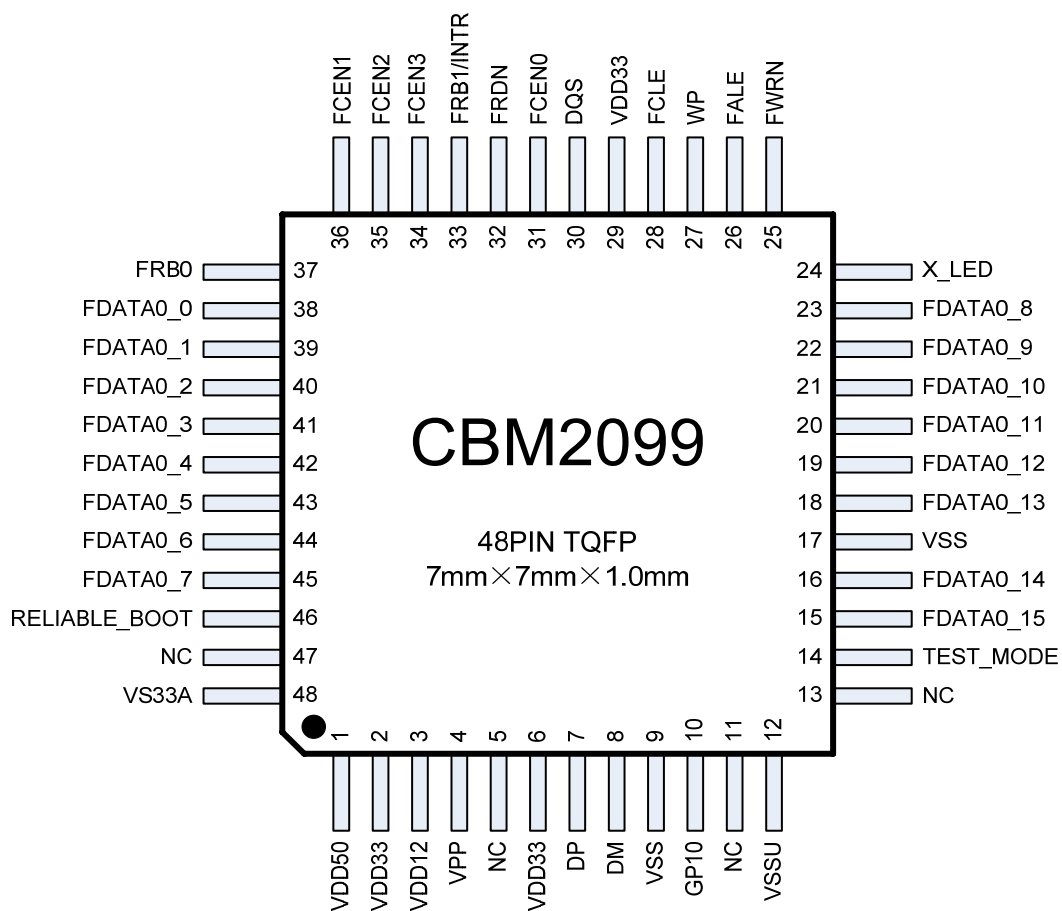 FCEN1
FCEN2
FCEN3
FRB1/INTR
FRDN
FCEN0
DQS
VDD33
FCLE
WP
FALE
FWRN
36
35
34
33
32
31
30
29
28
27
26
25
FRB0 37
FDATA0_0 38
FDATA0_1 39
FDATA0_2 40
FDATA0_3 41
FDATA0_4 42
FDATA0_5 43
FDATA0_6 44
FDATA0_7 45
RELIABLE_BOOT 46
NC 47
VS33A 48
CBM2099
48PIN TQFP
7mm×7mm×1.0mm
24 X_LED
23 FDATA0_8
22 FDATA0_9
21 FDATA0_10
20 FDATA0_11
19 FDATA0_12
18 FDATA0_13
17 VSS
16 FDATA0_14
15 FDATA0_15
14 TEST_MODE
13 NC
1
2
3
4
5
6
7
8
9
10
11
12
VDD50
VDD33
VDD12
VPP
NC
VDD33
DP
DM
VSS
GP10
NC
VSSU